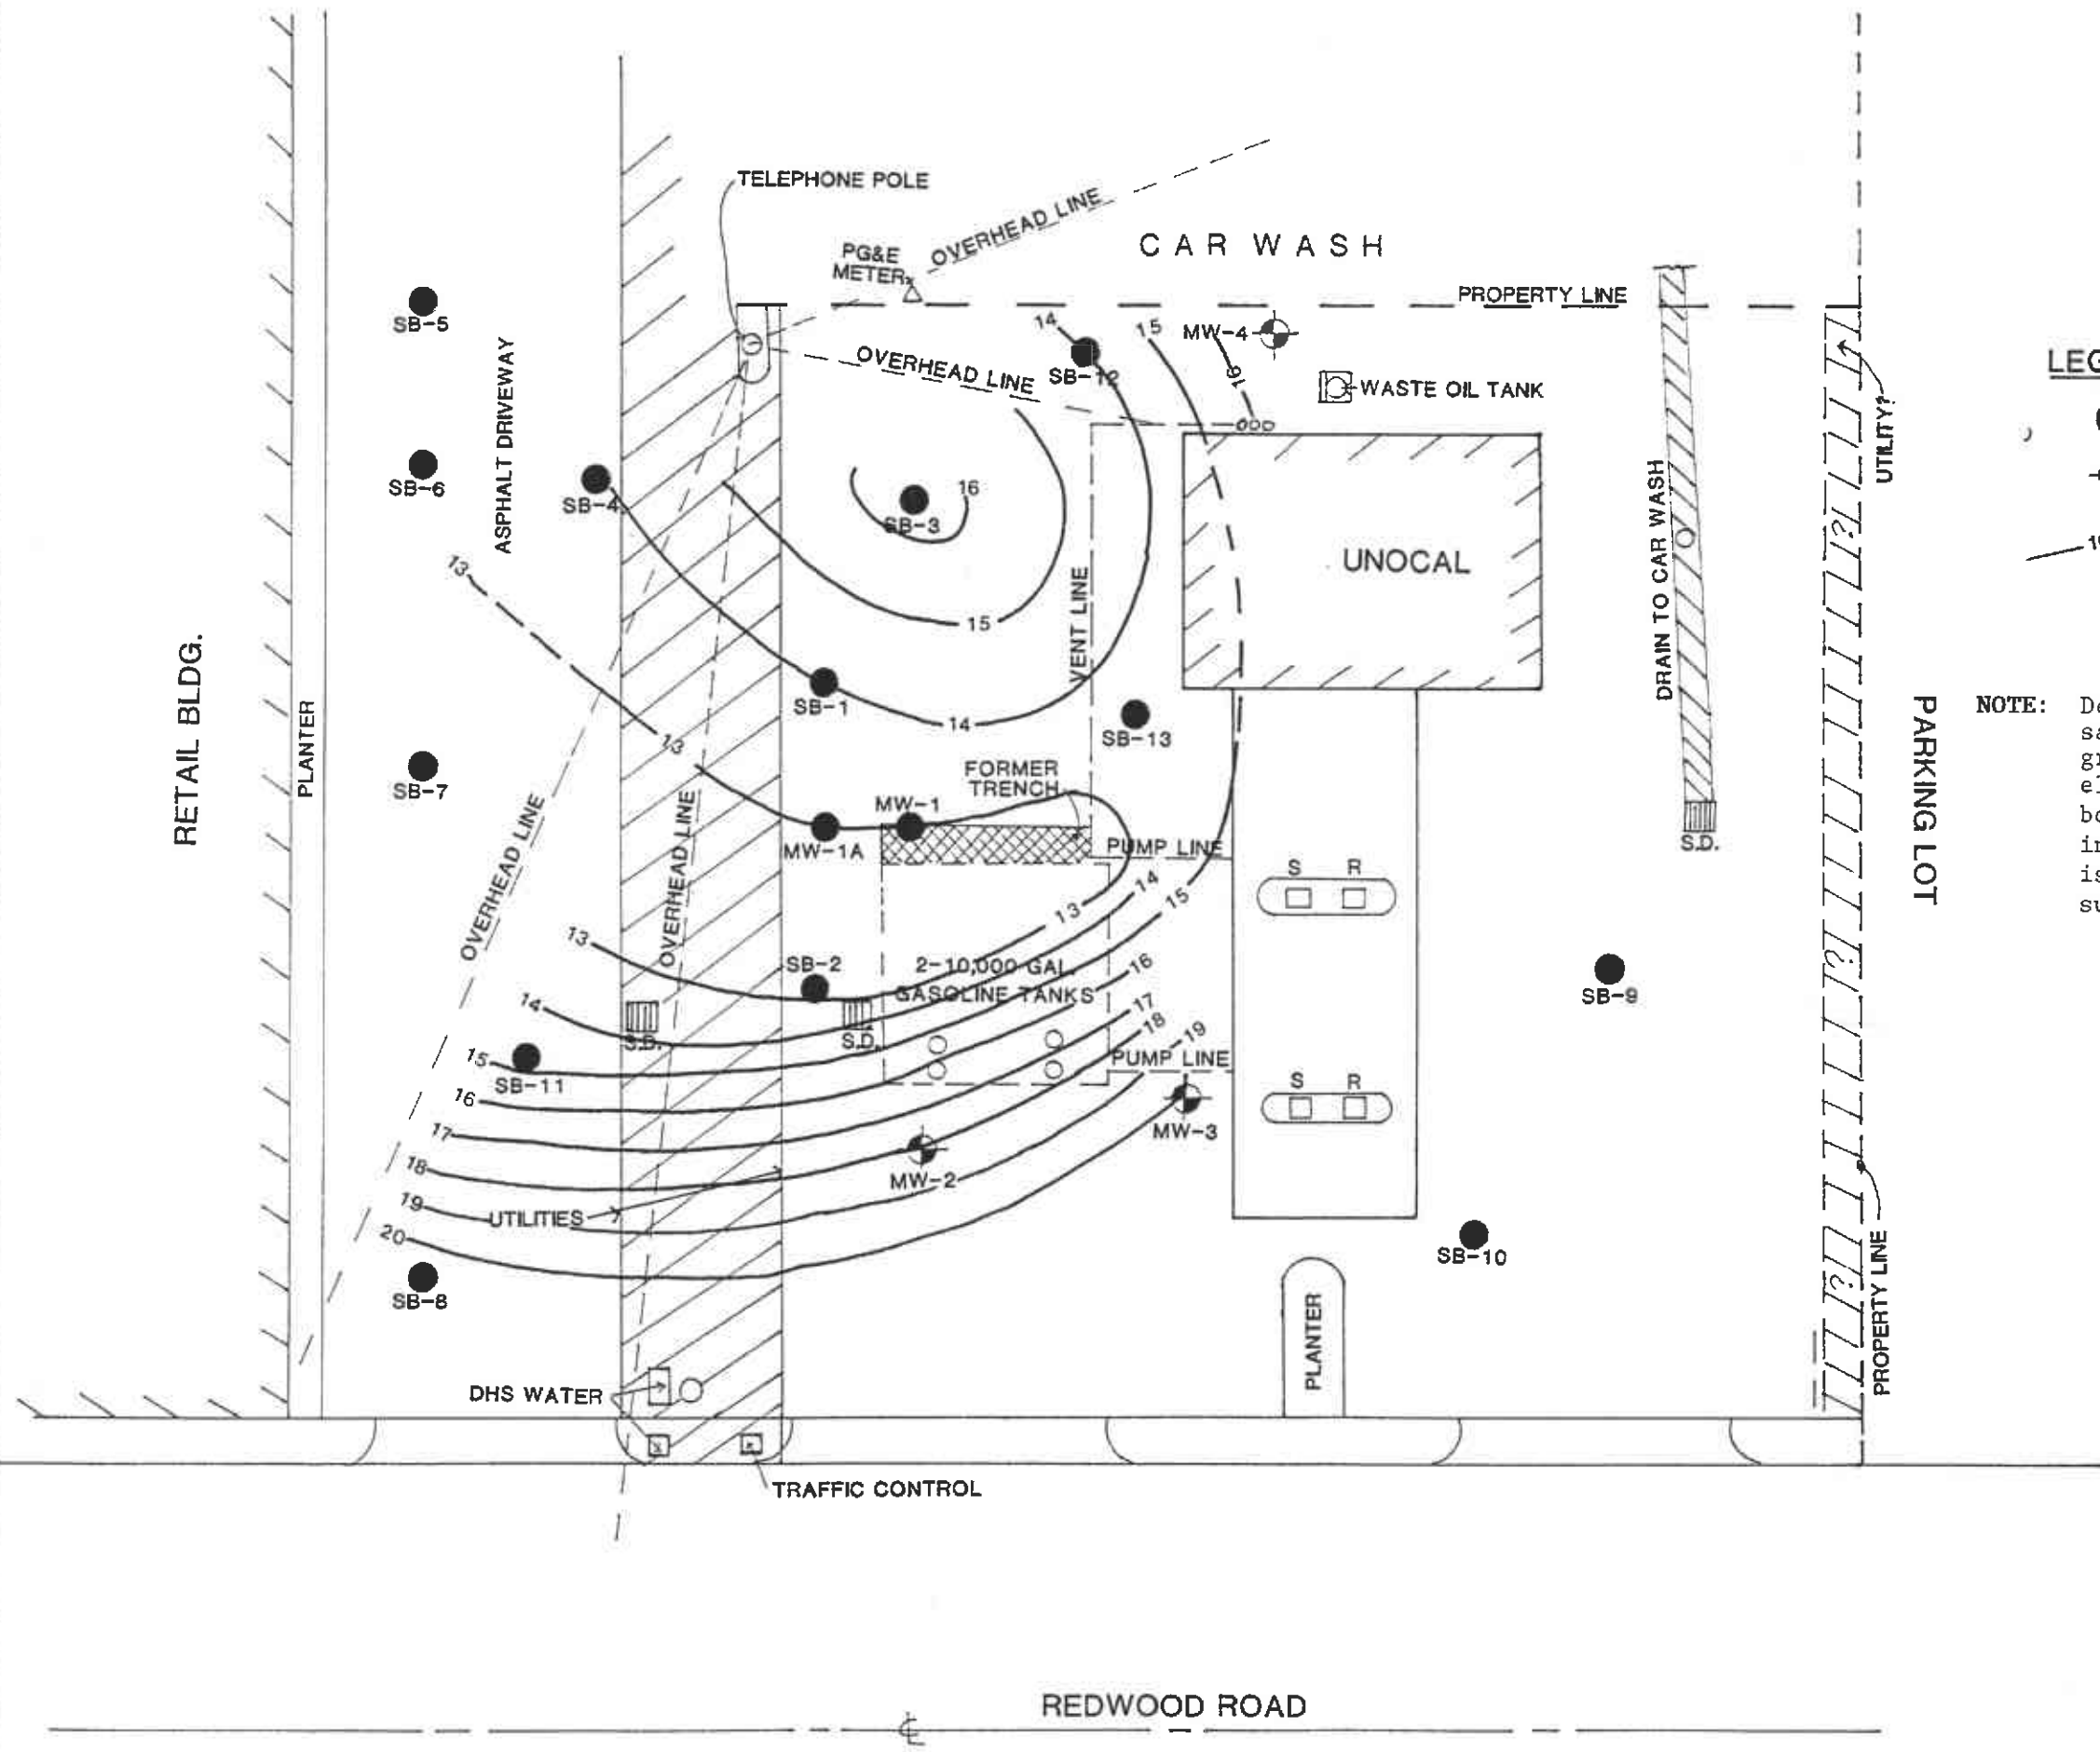 TELEPHONE POLE
OVERHEAD LINE
PG&E
METER
CAR WASH
PROPERTY LINE
SB-5
14
15
MW-4
16
SB-12
OVERHEAD LINE
WASTE OIL TANK
UTILITY?
ASPHALT DRIVEWAY
SB-6
SB-4
SB-3
16
DRAIN TO CAR WASH
UNOCAL
13
15
VENT LINE
RETAIL BLDG.
PLANTER
SB-1
14
SB-13
13
SB-7
FORMER
TRENCH
MW-1
MW-1A
PUMP LINE
S.D.
PARKING LOT
NOTE:
OVERHEAD LINE
OVERHEAD LINE
S R
14
15
13
13
SB-2
2-10,000 GAL.
GASOLINE TANKS
16
SB-9
14
17
18
19
S.D.
S.D.
15
SB-11
PUMP LINE
16
S R
17
MW-3
18
MW-2
19
UTILITIES
20
SB-10
SB-8
PLANTER
PROPERTY LINE
DHS WATER
TRAFFIC CONTROL
REDWOOD ROAD